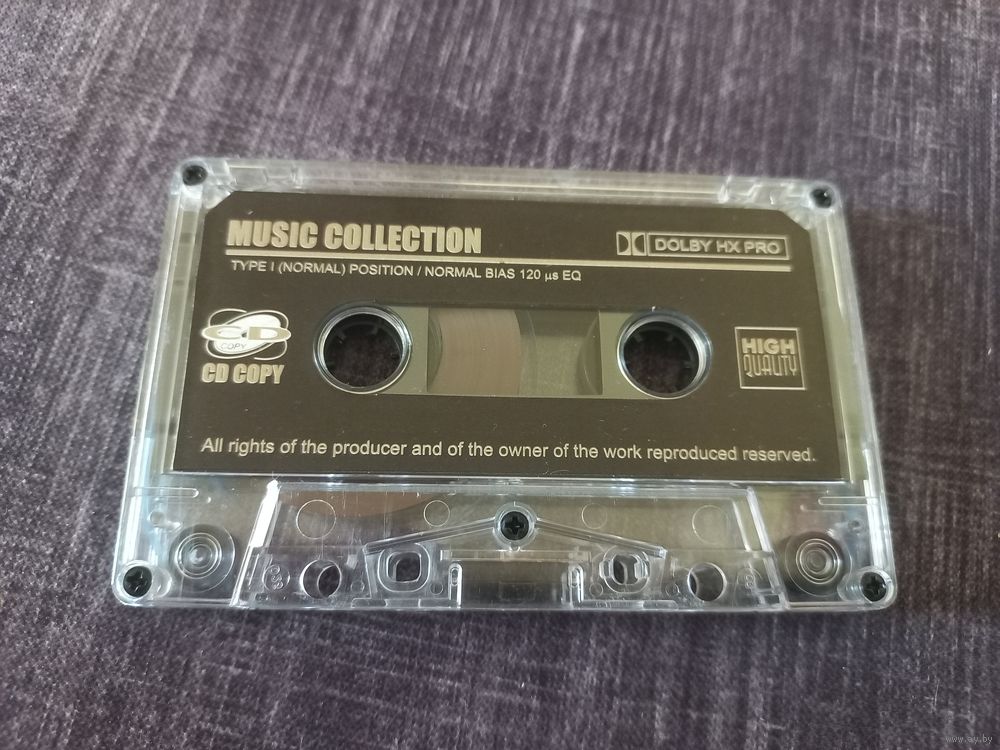 MUSIC COLLECTION
DOLBY HX PRO
TYPE I (NORMAL) POSITION / NORMAL BIAS 120 µs EQ
CD
COPY
CD COPY
HIGH
QUALITY
All rights of the producer and of the owner of the work reproduced reserved.
www.ay.by